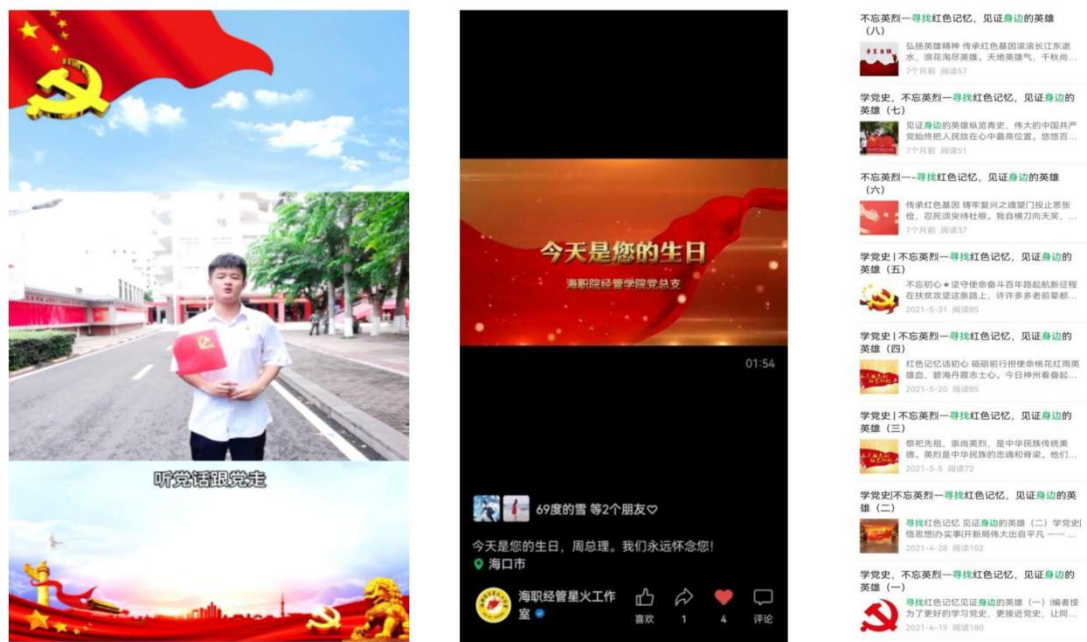 听党话跟党走
今天是您的生日
海职院经管学院党总支
01:54
69度的雪 等2个朋友♡
今天是您的生日，周总理。我们永远怀念您！
海口市
海职经管星火工作
室
喜欢
1
4
评论
不忘英烈一寻找红色记忆，见证身边的英雄
（八）
弘扬英雄精神 传承红色基因滚滚长江东逝
水，浪花淘尽英雄。天地英雄气，千秋尚...
7个月前 阅读57
学党史，不忘英烈一寻找红色记忆，见证身边的
英雄（七）
见证身边的英雄纵览青史，伟大的中国共产
党始终把人民放在心中最高位置。悠悠百...
7个月前 阅读51
不忘英烈一-寻找红色记忆，见证身边的英雄
（六）
传承红色基因 铸牢复兴之魂望门投止思张
俭，忍死须臾待杜根。我自横刀向天笑，...
7个月前 阅读37
学党史 | 不忘英烈一寻找红色记忆，见证身边的
英雄（五）
不忘初心★坚守使命奋斗百年路起航新征程
在扶贫攻坚这条路上，许许多多老前辈都...
2021-5-31 阅读85
学党史 | 不忘英烈一寻找红色记忆，见证身边的
英雄（四）
红色记忆话初心 砥砺前行担使命桃花红雨英
雄血，碧海丹霞志士心。今日神州看奋起...
2021-5-20 阅读85
学党史 | 不忘英烈一寻找红色记忆，见证身边的
英雄（三）
祭祀先祖，崇尚英烈，是中华民族传统美
德。英烈是中华民族的忠魂和脊梁。他们...
2021-5-5 阅读72
学党史|不忘英烈一寻找红色记忆，见证身边的英
雄（二）
寻找红色记忆 见证身边的英雄（二）学党史|
悟思想|办实事|开新局伟大出自平凡 一一 ...
2021-4-28 阅读102
学党史，不忘英烈一寻找红色记忆，见证身边的
英雄（一）
寻找红色记忆见证身边的英雄（一）|编者按
为了更好的学习党史，更接近党史，让同...
2021-4-19 阅读180